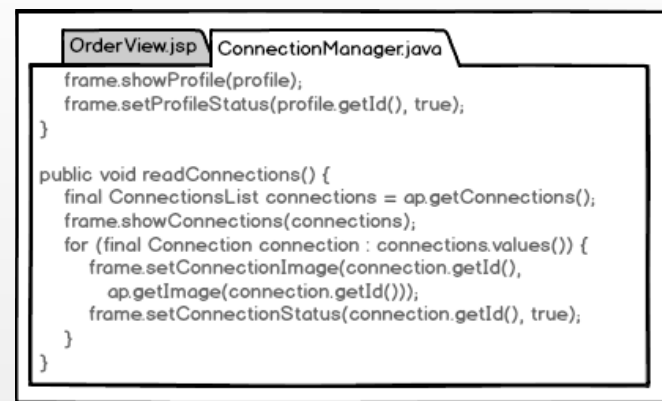 OrderView.jsp
ConnectionManager.java
frame.showProfile(profile);
frame.setProfileStatus(profile.getId(), true);
}
public void readConnections() {
final ConnectionsList connections = ap.getConnections();
frame.showConnections(connections);
for (final Connection connection : connections.values()) {
frame.setConnectionImage(connection.getId(),
ap.getImage(connection.getId()));
frame.setConnectionStatus(connection.getId(), true);
}
}